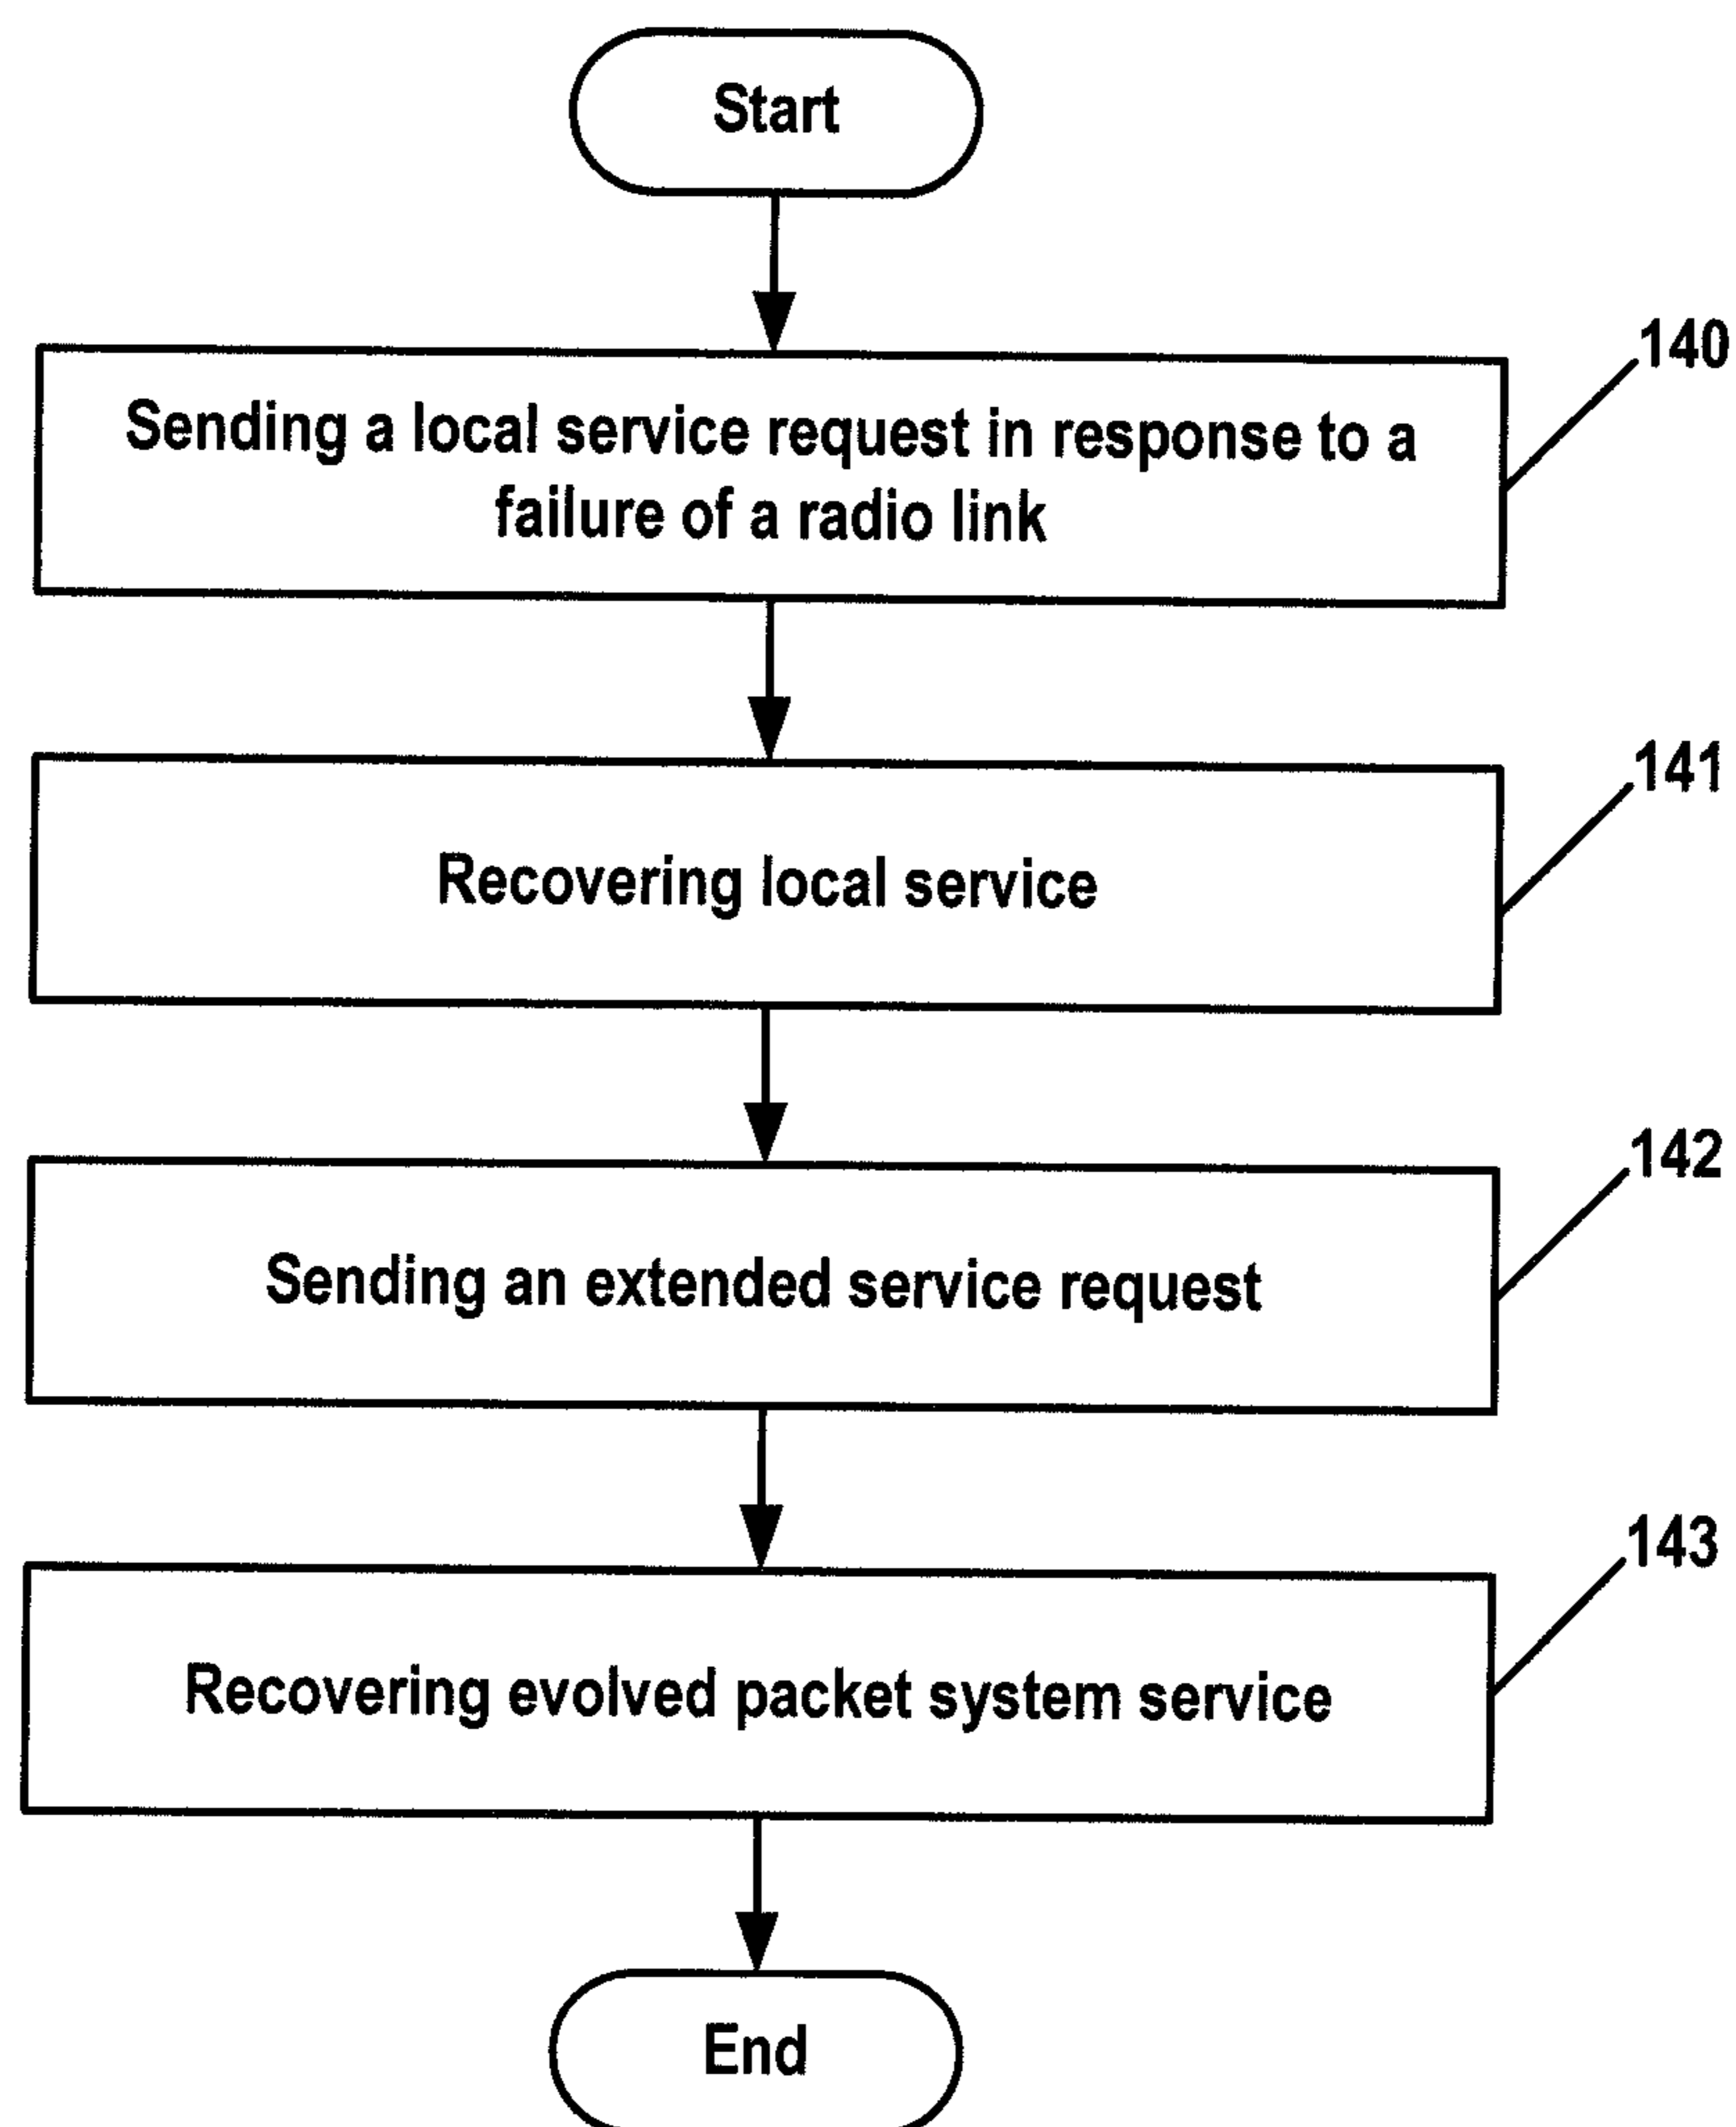 Start
140
Sending a local service request in response to a
failure of a radio link
141
Recovering local service
142
Sending an extended service request
143
Recovering evolved packet system service
End